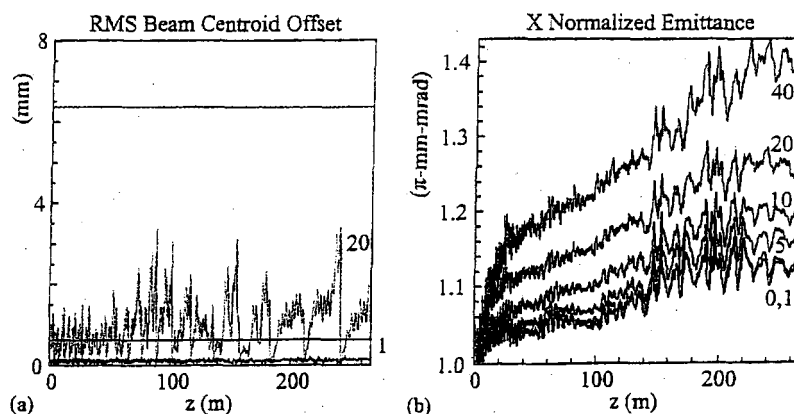 RMS Beam Centroid Offset
8
4
0
(mm)
20
1
0
100
200
z (m)
(a)
X Normalized Emittance
1.4
1.3
1.2
1.1
1.0
(π-mm-mrad)
40
20
10
5
0,1
0
100
200
z (m)
(b)